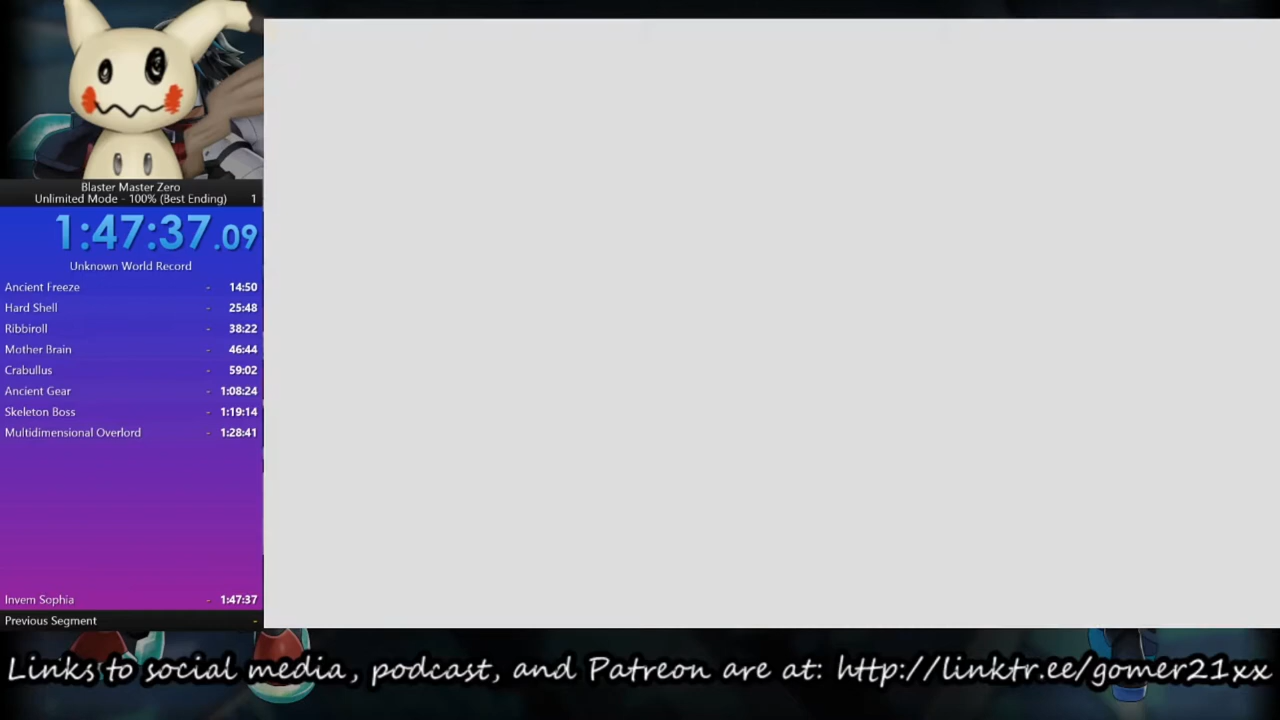 Blaster Master Zero
Unlimited Mode - 100% (Best Ending) 1
1:47:37.09
Unknown World Record
Ancient Freeze - 14:50
Hard Shell - 25:48
Ribbiroll - 38:22
Mother Brain - 46:44
Crabullus - 59:02
Ancient Gear - 1:08:24
Skeleton Boss - 1:19:14
Multidimensional Overlord - 1:28:41
Invem Sophia - 1:47:37
Previous Segment -
Links to social media, podcast, and Patreon are at: http://linktr.ee/gomer21xx